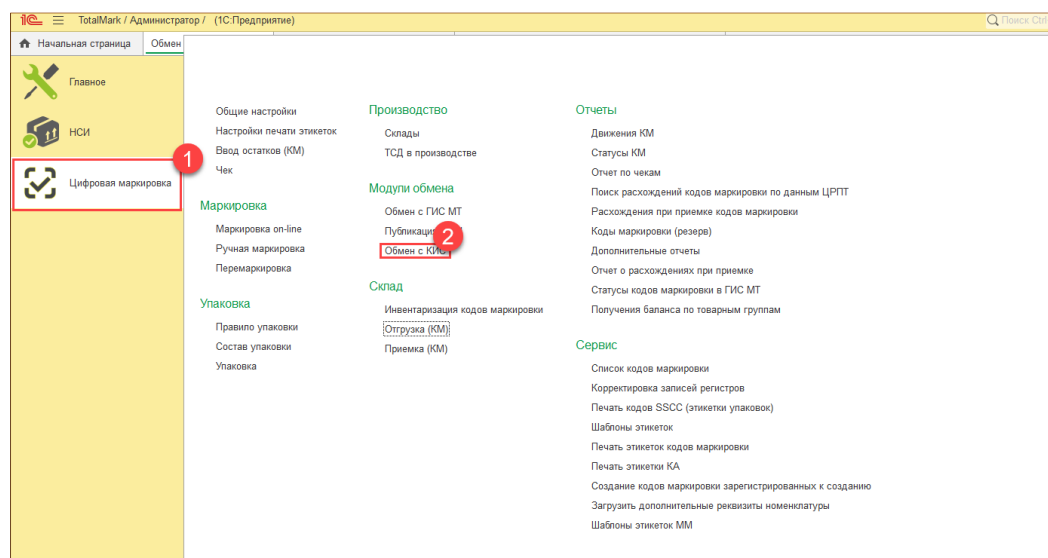 1С TotalMark / Администратор / (1С:Предприятие) Поиск Ctrl
Начальная страница Обмен
Главное
НСИ
Цифровая маркировка
1
Общие настройки
Настройки печати этикеток
Ввод остатков (КМ)
Чек
Маркировка
Маркировка on-line
Ручная маркировка
Перемаркировка
Упаковка
Правило упаковки
Состав упаковки
Упаковка
Производство
Склады
ТСД в производстве
Модули обмена
Обмен с ГИС МТ
Публикация
2
Обмен с КИС
Склад
Инвентаризация кодов маркировки
Отгрузка (КМ)
Приемка (КМ)
Отчеты
Движения КМ
Статусы КМ
Отчет по чекам
Поиск расхождений кодов маркировки по данным ЦРПТ
Расхождения при приемке кодов маркировки
Коды маркировки (резерв)
Дополнительные отчеты
Отчет о расхождениях при приемке
Статусы кодов маркировки в ГИС МТ
Получения баланса по товарным группам
Сервис
Список кодов маркировки
Корректировка записей регистров
Печать кодов SSCC (этикетки упаковок)
Шаблоны этикеток
Печать этикеток кодов маркировки
Печать этикетки КА
Создание кодов маркировки зарегистрированных к созданию
Загрузить дополнительные реквизиты номенклатуры
Шаблоны этикеток ММ